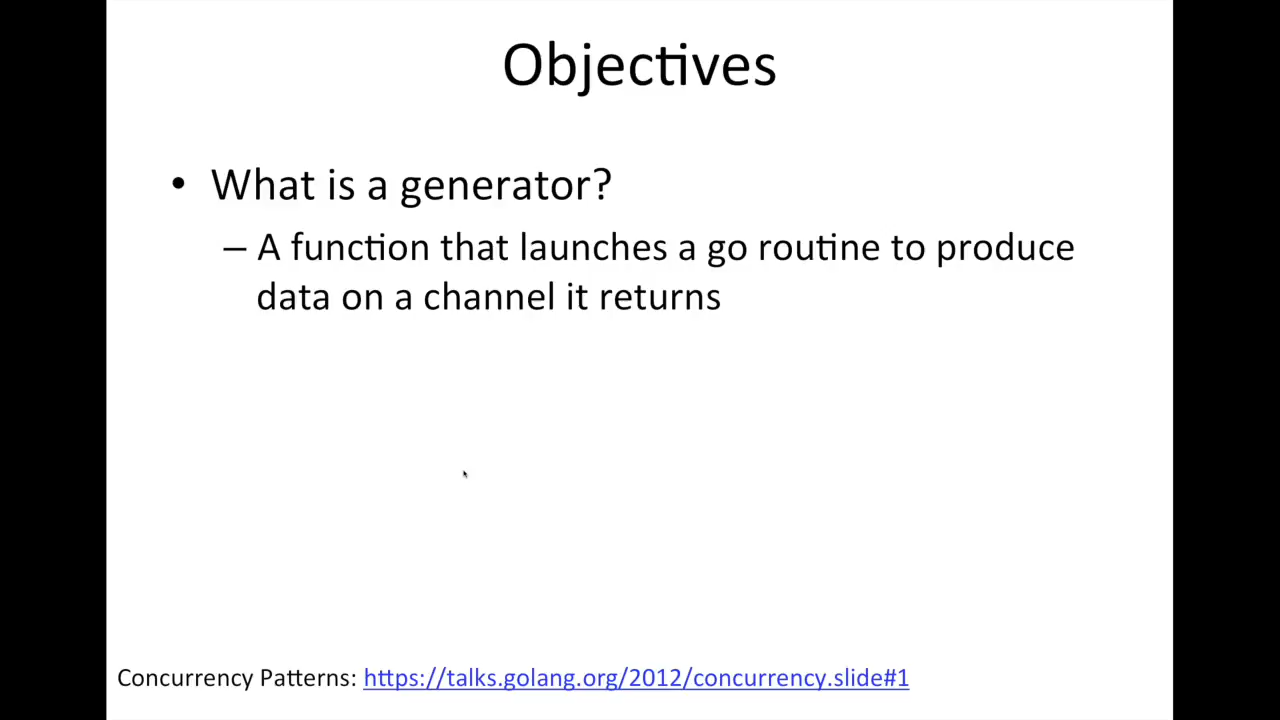 Objectives
• What is a generator?
– A function that launches a go routine to produce
data on a channel it returns
Concurrency Patterns: https://talks.golang.org/2012/concurrency.slide#1